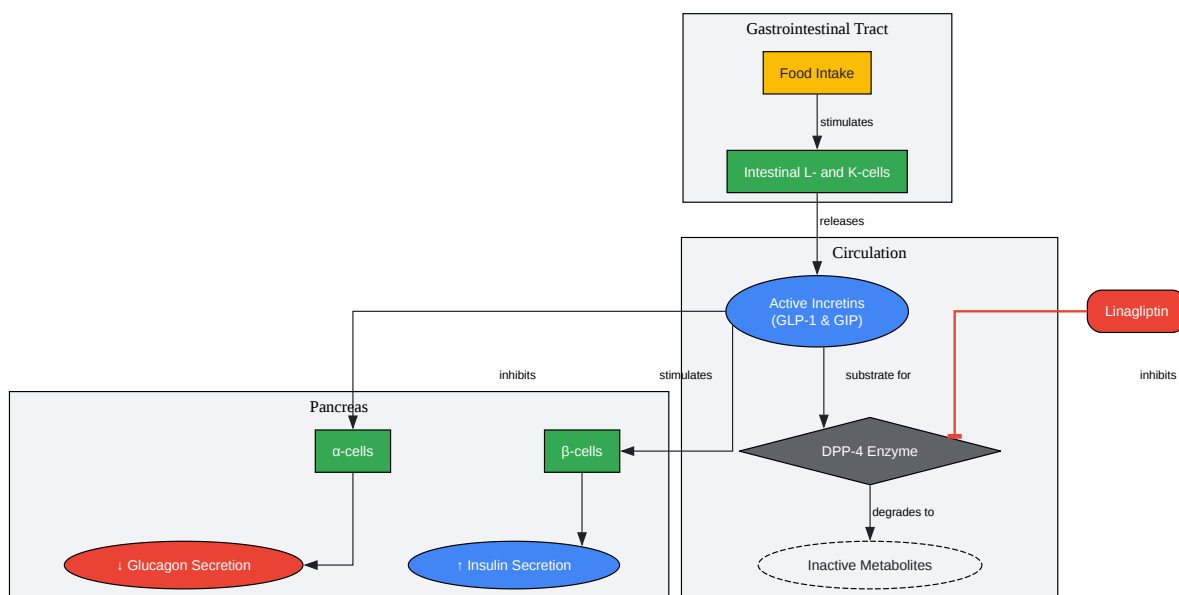 Gastrointestinal Tract
Food Intake
stimulates
Intestinal L- and K-cells
releases
Circulation
Active Incretins
(GLP-1 & GIP)
Linagliptin
inhibits
stimulates
substrate for
inhibits
Pancreas
α-cells
β-cells
DPP-4 Enzyme
degrades to
↓ Glucagon Secretion
↑ Insulin Secretion
Inactive Metabolites